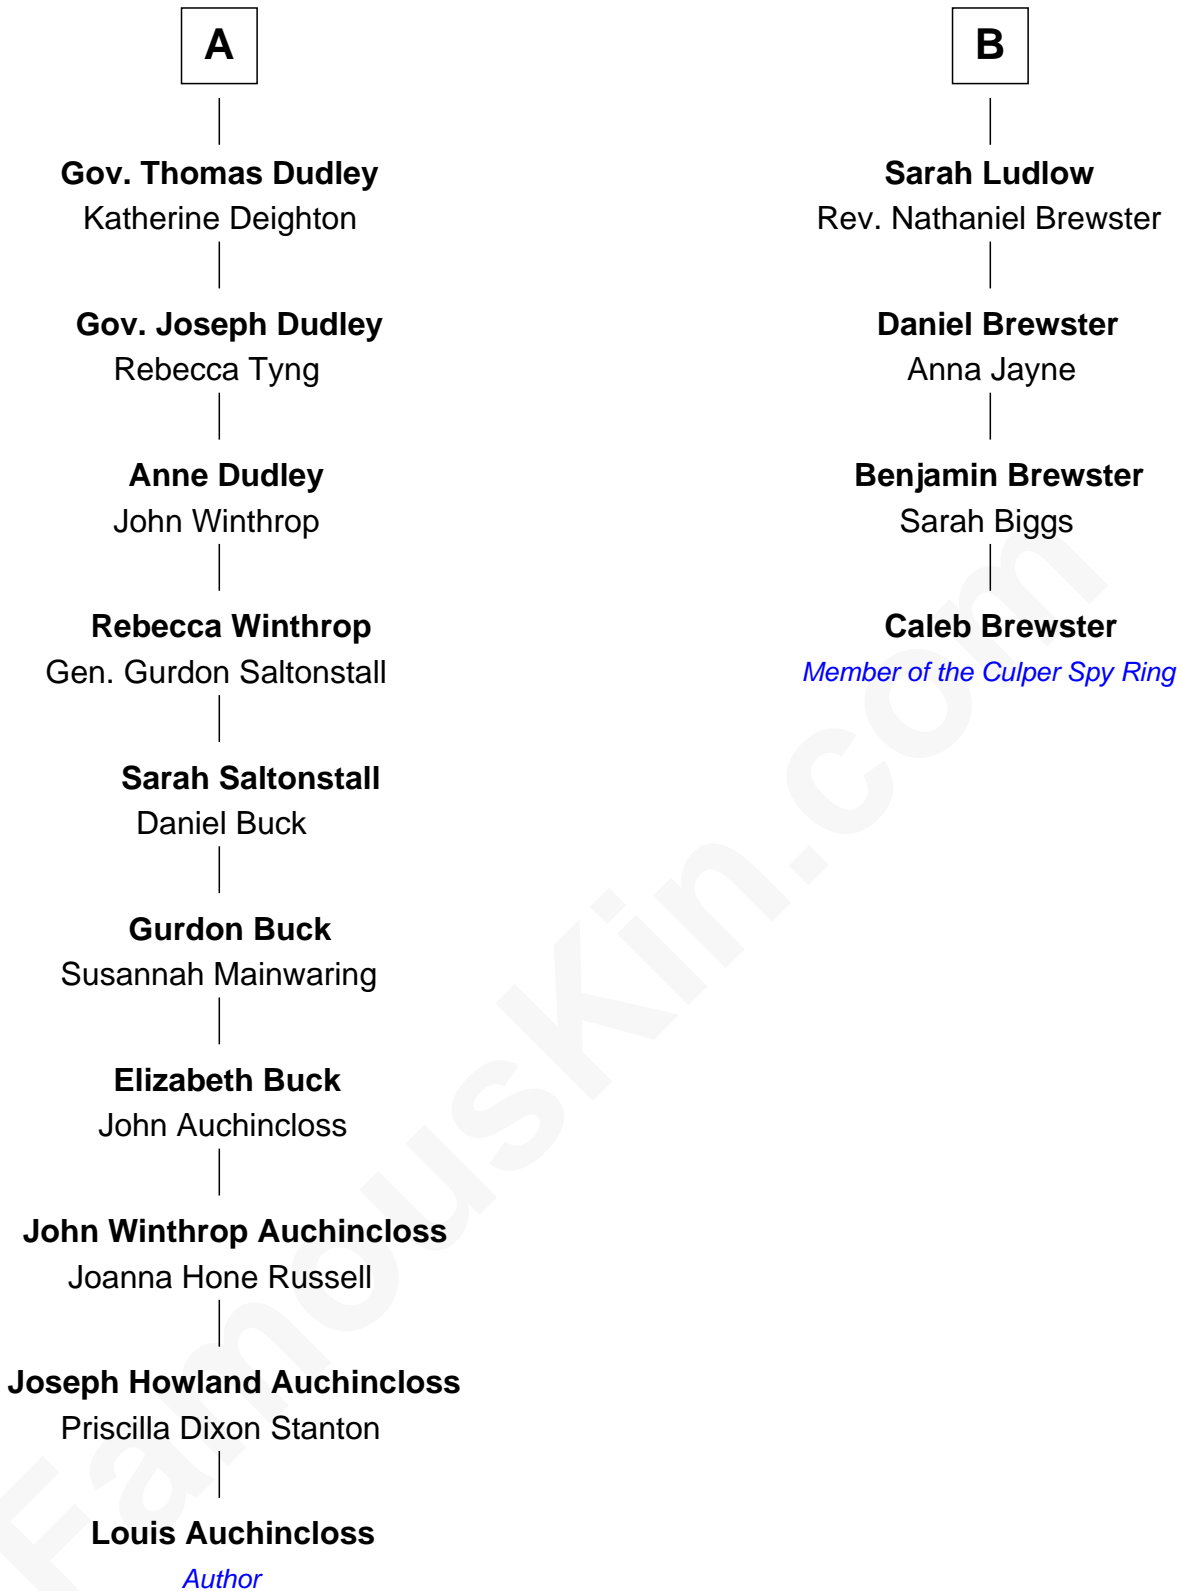 A
Gov. Thomas Dudley
Katherine Deighton
Gov. Joseph Dudley
Rebecca Tyng
Anne Dudley
John Winthrop
Rebecca Winthrop
Gen. Gurdon Saltonstall
Sarah Saltonstall
Daniel Buck
Gurdon Buck
Susannah Mainwaring
Elizabeth Buck
John Auchincloss
John Winthrop Auchincloss
Joanna Hone Russell
Joseph Howland Auchincloss
Priscilla Dixon Stanton
Louis Auchincloss
Author
B
Sarah Ludlow
Rev. Nathaniel Brewster
Daniel Brewster
Anna Jayne
Benjamin Brewster
Sarah Biggs
Caleb Brewster
Member of the Culper Spy Ring
FamousKin.com